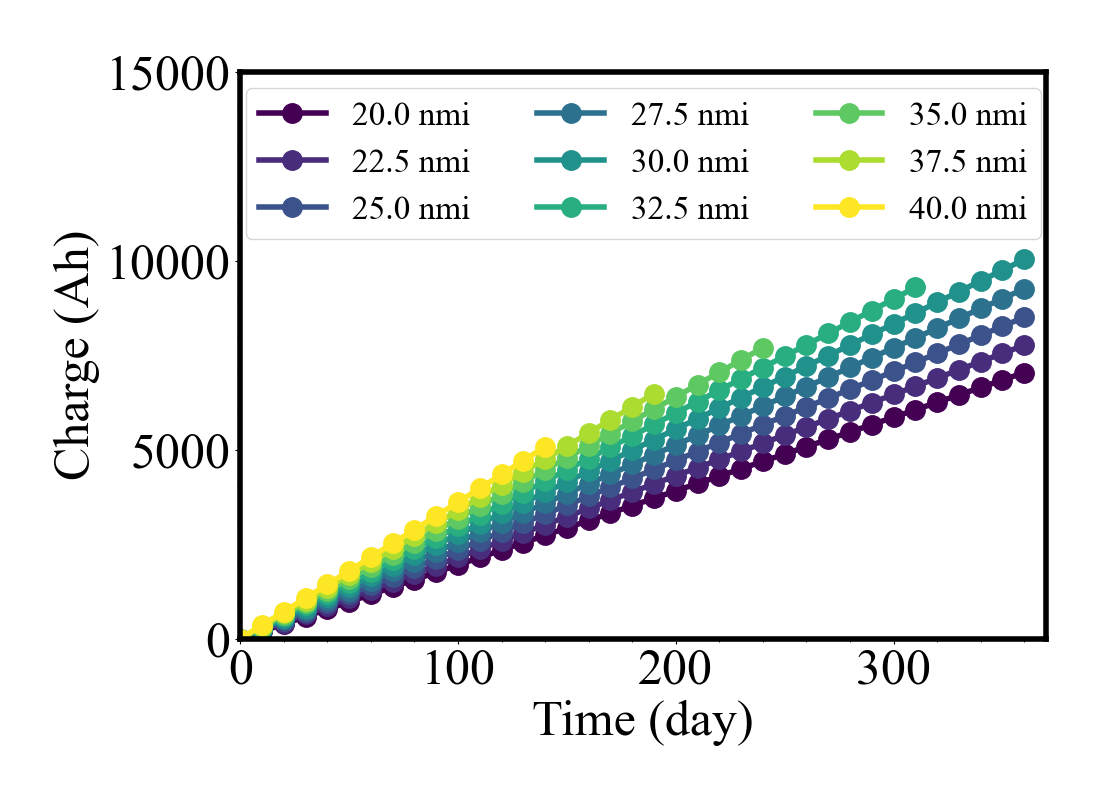 15000
10000
5000
0
Charge (Ah)
20.0 nmi
22.5 nmi
25.0 nmi
27.5 nmi
30.0 nmi
32.5 nmi
35.0 nmi
37.5 nmi
40.0 nmi
0 100 200 300
Time (day)